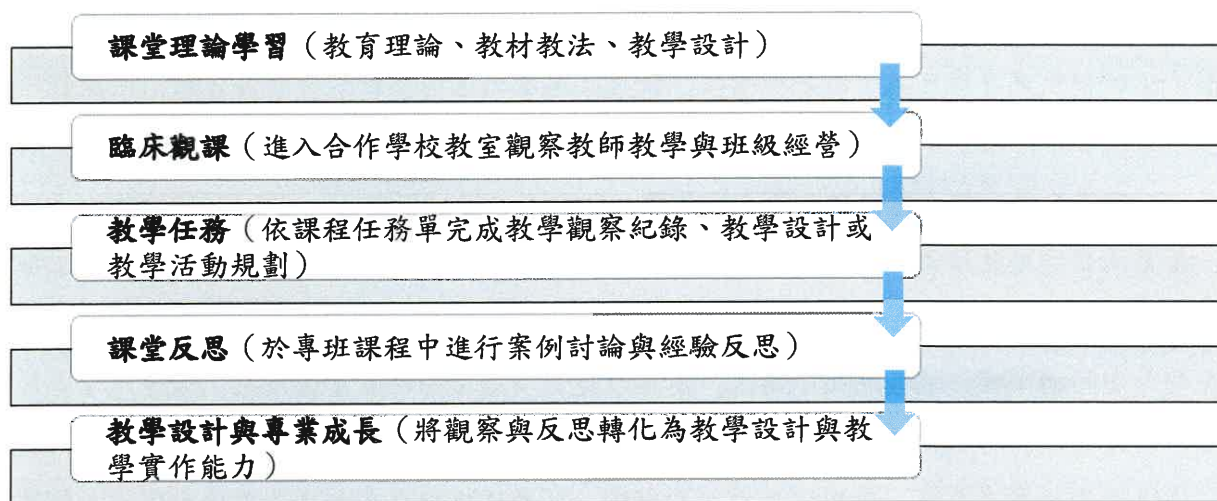 課堂理論學習（教育理論、教材教法、教學設計）
臨床觀課（進入合作學校教室觀察教師教學與班級經營）
教學任務（依課程任務單完成教學觀察紀錄、教學設計或
教學活動規劃）
課堂反思（於專班課程中進行案例討論與經驗反思）
教學設計與專業成長（將觀察與反思轉化為教學設計與教
學實作能力）